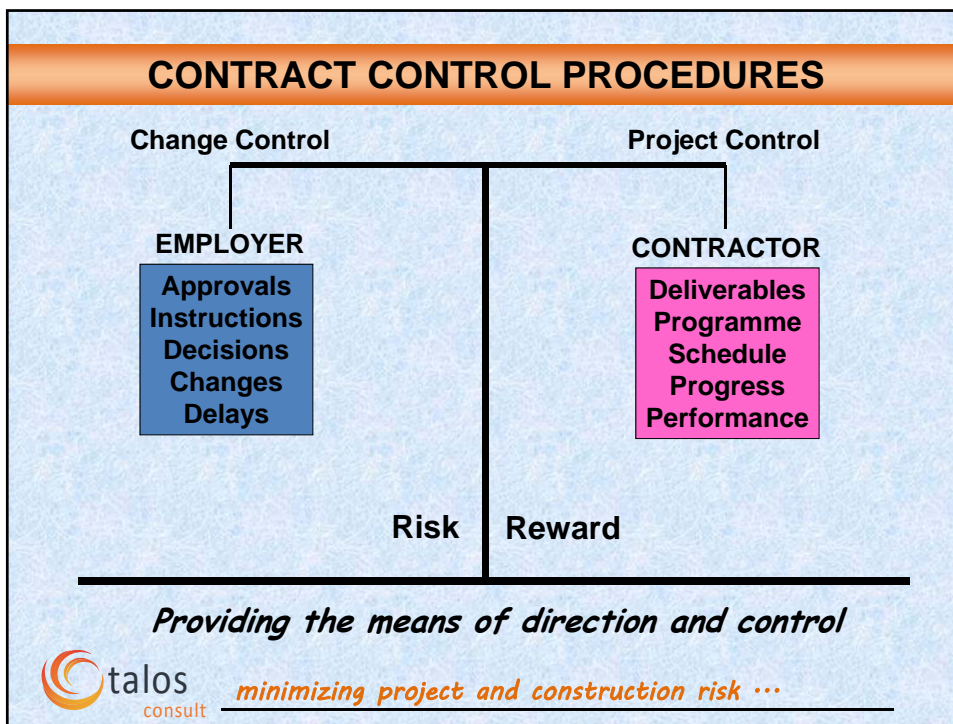 CONTRACT CONTROL PROCEDURES
Change Control
Project Control
EMPLOYER
Approvals
Instructions
Decisions
Changes
Delays
CONTRACTOR
Deliverables
Programme
Schedule
Progress
Performance
Risk
Reward
Providing the means of direction and control
talos
consult
minimizing project and construction risk ...